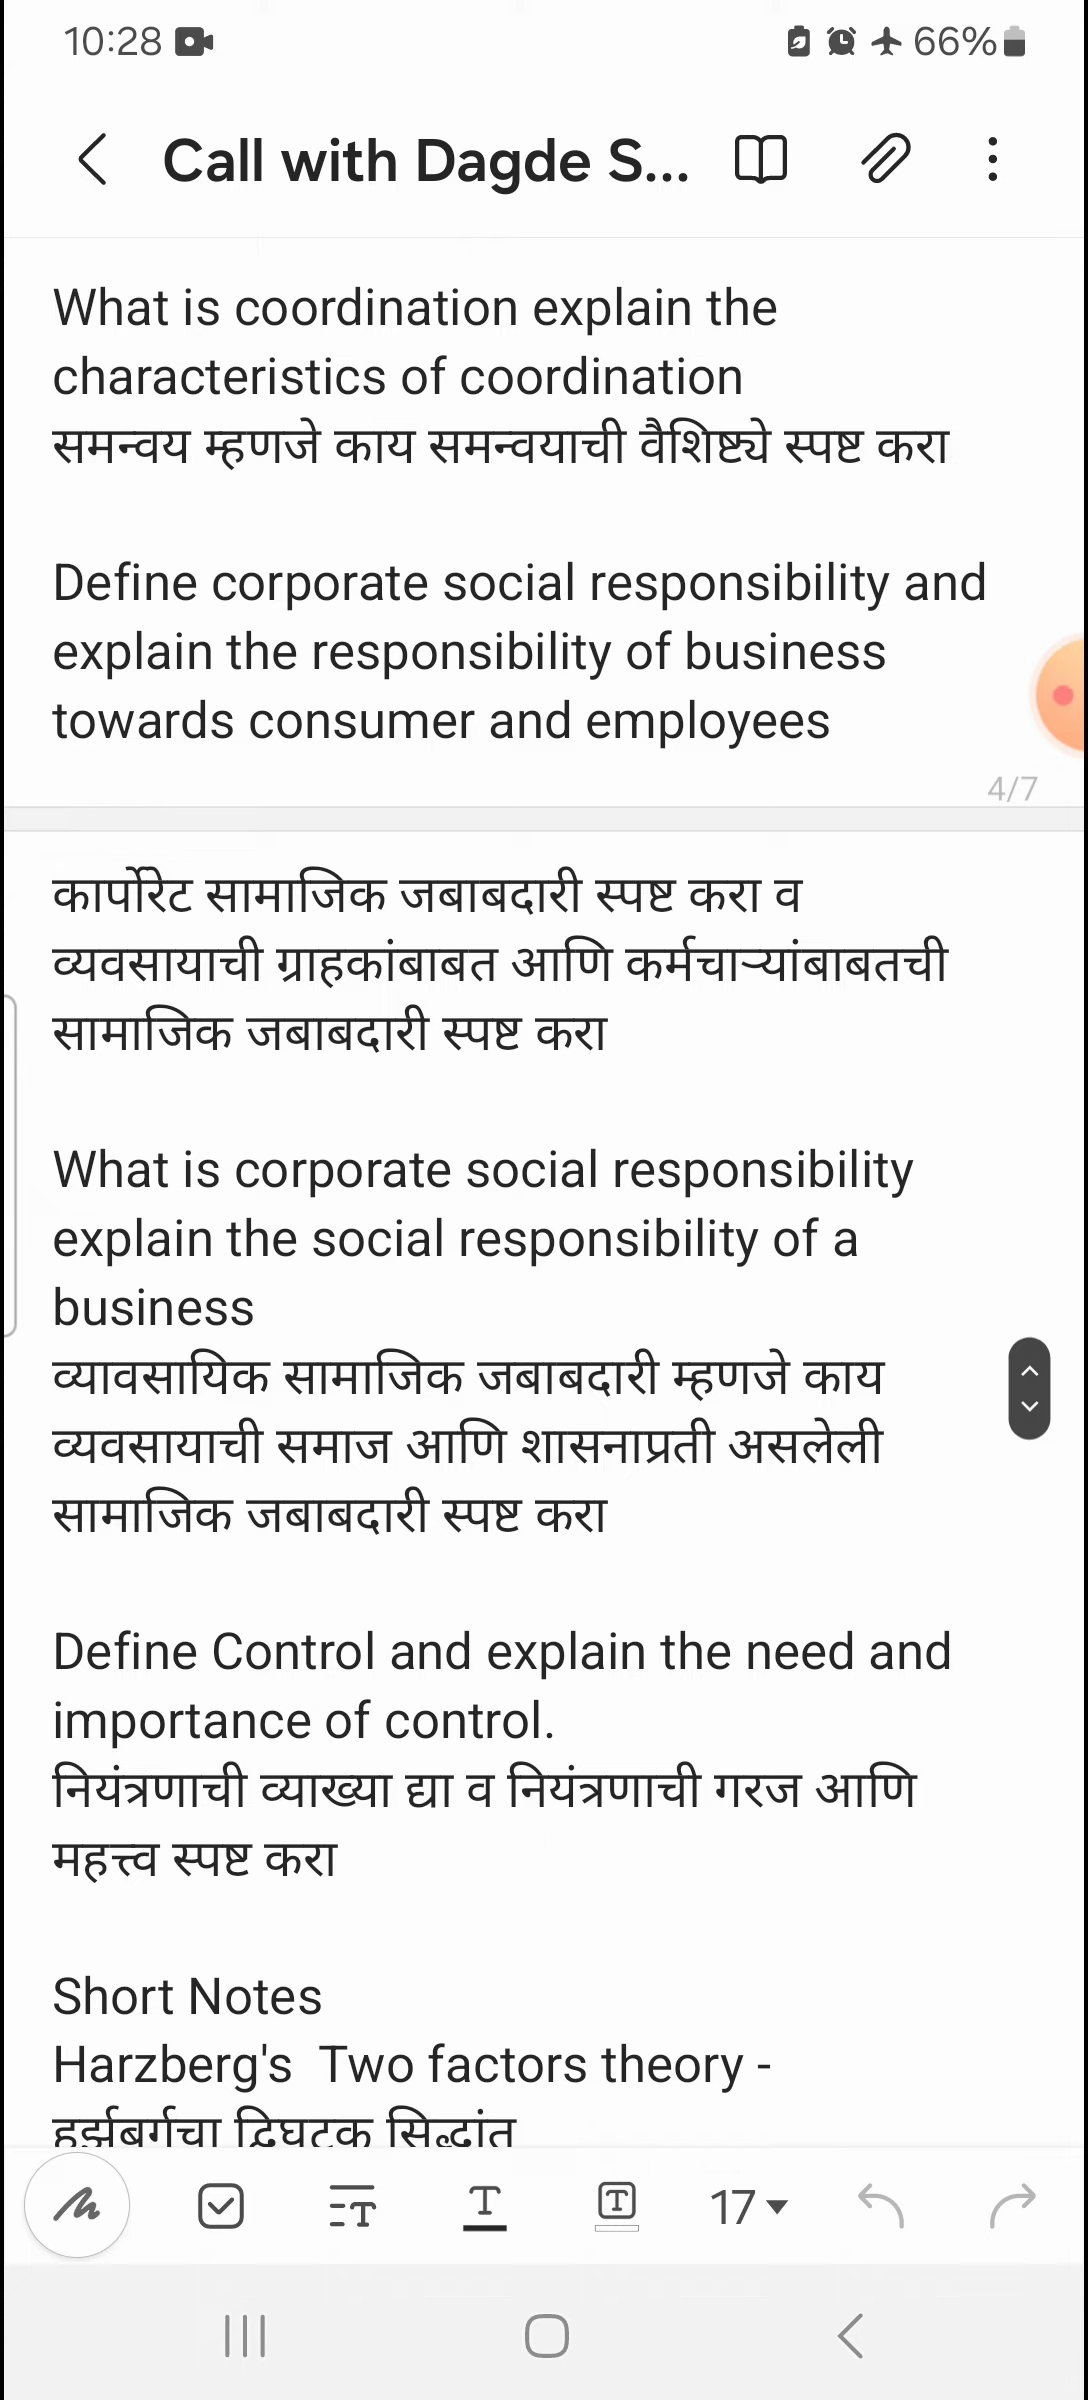 10:28
66%
Call with Dagde S...
What is coordination explain the
characteristics of coordination
समन्वय म्हणजे काय समन्वयाची वैशिष्ट्ये स्पष्ट करा
Define corporate social responsibility and
explain the responsibility of business
towards consumer and employees
4/7
कार्पोरेट सामाजिक जबाबदारी स्पष्ट करा व
व्यवसायाची ग्राहकांबाबत आणि कर्मचाऱ्यांबाबतची
सामाजिक जबाबदारी स्पष्ट करा
What is corporate social responsibility
explain the social responsibility of a
business
व्यावसायिक सामाजिक जबाबदारी म्हणजे काय
व्यवसायाची समाज आणि शासनाप्रती असलेली
सामाजिक जबाबदारी स्पष्ट करा
Define Control and explain the need and
importance of control.
नियंत्रणाची व्याख्या द्या व नियंत्रणाची गरज आणि
महत्त्व स्पष्ट करा
Short Notes
Harzberg's  Two factors theory -
हर्झबर्गचा द्विघटक सिद्धांत
17